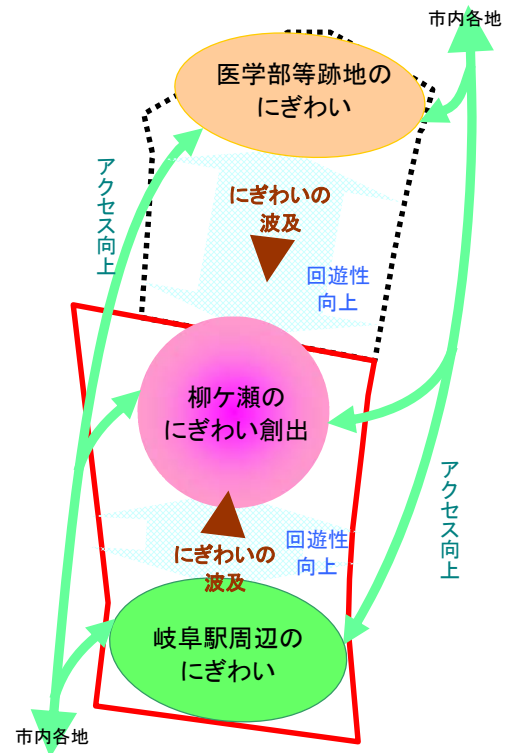 市内各地
医学部等跡地の
にぎわい
アクセス向上
にぎわいの
波及
回遊性
向上
柳ケ瀬の
にぎわい創出
アクセス向上
にぎわいの
波及
回遊性
向上
岐阜駅周辺の
にぎわい
市内各地